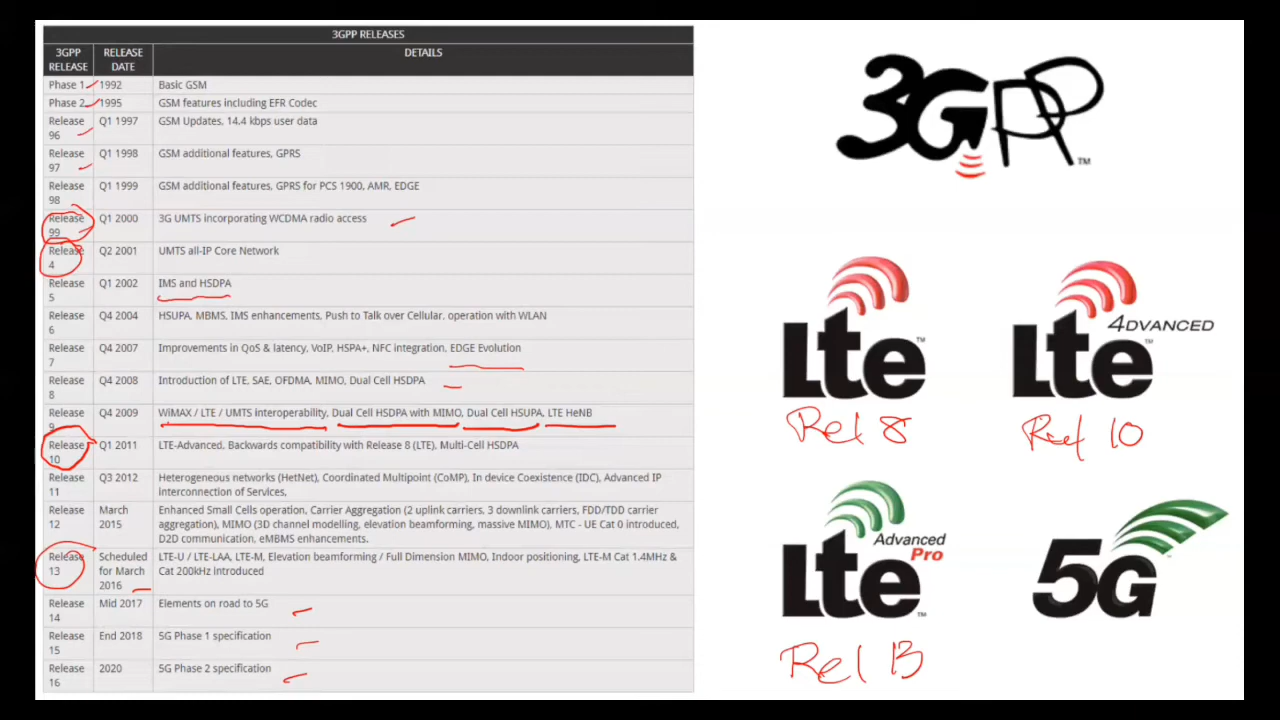 3GPP RELEASES
3GPP RELEASE
RELEASE DATE
DETAILS
Phase 1 1992 Basic GSM
Phase 2 1995 GSM features including EFR Codec
Release 96 Q1 1997 GSM Updates, 14.4 kbps user data
Release 97 Q1 1998 GSM additional features, GPRS
Release 98 Q1 1999 GSM additional features, GPRS for PCS 1900, AMR, EDGE
Release 99 Q1 2000 3G UMTS incorporating WCDMA radio access
Release 4 Q2 2001 UMTS all-IP Core Network
Release 5 Q1 2002 IMS and HSDPA
Release 6 Q4 2004 HSUPA, MBMS, IMS enhancements, Push to Talk over Cellular, operation with WLAN
Release 7 Q4 2007 Improvements in QoS & latency, VoIP, HSPA+, NFC integration, EDGE Evolution
Release 8 Q4 2008 Introduction of LTE, SAE, OFDMA, MIMO, Dual Cell HSDPA
Release 9 Q4 2009 WiMAX / LTE / UMTS interoperability, Dual Cell HSDPA with MIMO, Dual Cell HSUPA, LTE HeNB
Release 10 Q1 2011 LTE-Advanced, Backwards compatibility with Release 8 (LTE), Multi-Cell HSDPA
Release 11 Q3 2012 Heterogeneous networks (HetNet), Coordinated Multipoint (CoMP), In device Coexistence (IDC), Advanced IP
interconnection of Services,
Release 12 March 2015 Enhanced Small Cells operation, Carrier Aggregation (2 uplink carriers, 3 downlink carriers, FDD/TDD carrier
aggregation), MIMO (3D channel modelling, elevation beamforming, massive MIMO), MTC - UE Cat 0 introduced,
D2D communication, eMBMS enhancements.
Release 13 Scheduled for March 2016 LTE-U / LTE-LAA, LTE-M, Elevation beamforming / Full Dimension MIMO, Indoor positioning, LTE-M Cat 1.4MHz &
Cat 200kHz introduced
Release 14 Mid 2017 Elements on road to 5G
Release 15 End 2018 5G Phase 1 specification
Release 16 2020 5G Phase 2 specification
3GPP TM
LTE TM
Rel 8
LTE 4DVANCED TM
Rel 10
LTE Advanced Pro TM
Rel 13
5G